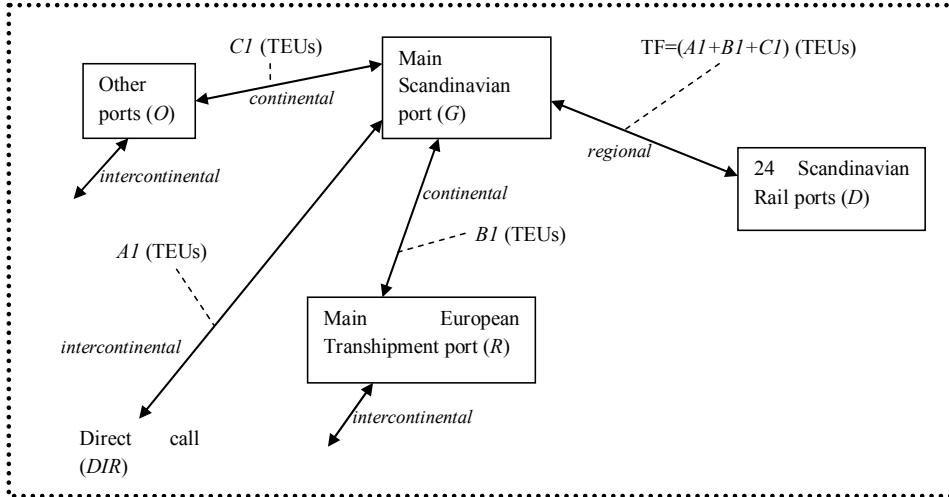 C1 (TEUs)
continental
Other
ports (O)
intercontinental
Main
Scandinavian
port (G)
TF=(A1+B1+C1) (TEUs)
regional
24 Scandinavian
Rail ports (D)
continental
B1 (TEUs)
A1 (TEUs)
intercontinental
Main European
Transhipment port (R)
intercontinental
Direct call
(DIR)